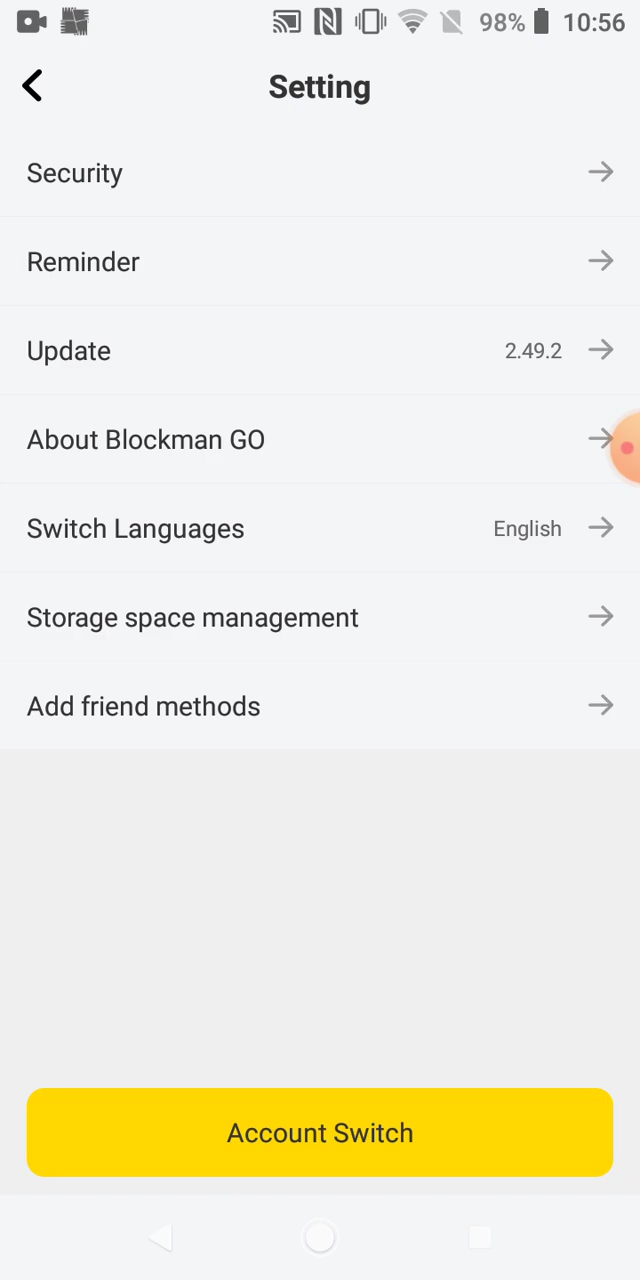 98% 10:56
Setting
Security
Reminder
Update 2.49.2
About Blockman GO
Switch Languages English
Storage space management
Add friend methods
Account Switch